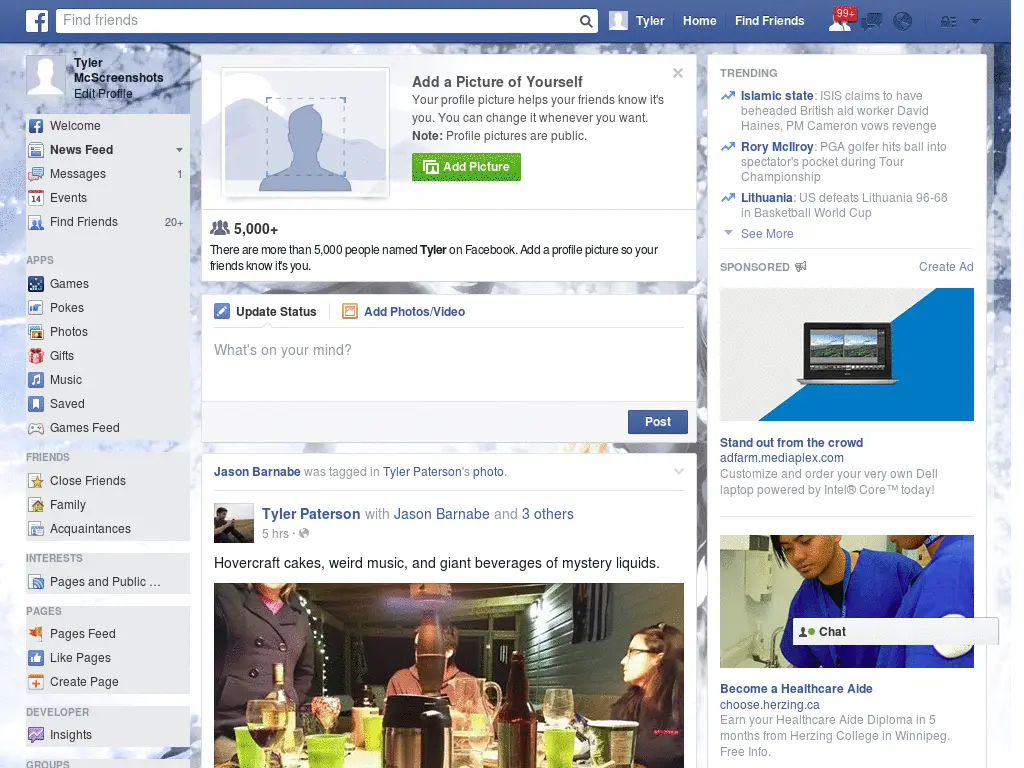 Find friends
Tyler
Home
Find Friends
99+
Tyler
McScreenshots
Edit Profile
Welcome
News Feed
Messages 1
14 Events
Find Friends 20+
APPS
Games
Pokes
Photos
Gifts
Music
Saved
Games Feed
FRIENDS
Close Friends
Family
Acquaintances
INTERESTS
Pages and Public ...
PAGES
Pages Feed
Like Pages
Create Page
DEVELOPER
Insights
GROUPS
Add a Picture of Yourself
Your profile picture helps your friends know it's
you. You can change it whenever you want.
Note: Profile pictures are public.
Add Picture
5,000+
There are more than 5,000 people named Tyler on Facebook. Add a profile picture so your
friends know it's you.
Update Status
Add Photos/Video
What's on your mind?
Post
Jason Barnabe was tagged in Tyler Paterson's photo.
Tyler Paterson with Jason Barnabe and 3 others
5 hrs ·
Hovercraft cakes, weird music, and giant beverages of mystery liquids.
TRENDING
Islamic state: ISIS claims to have
beheaded British aid worker David
Haines, PM Cameron vows revenge
Rory McIlroy: PGA golfer hits ball into
spectator's pocket during Tour
Championship
Lithuania: US defeats Lithuania 96-68
in Basketball World Cup
See More
SPONSORED
Create Ad
Stand out from the crowd
adfarm.mediaplex.com
Customize and order your very own Dell
laptop powered by Intel® Core™ today!
Chat
Become a Healthcare Aide
choose.herzing.ca
Earn your Healthcare Aide Diploma in 5
months from Herzing College in Winnipeg.
Free Info.